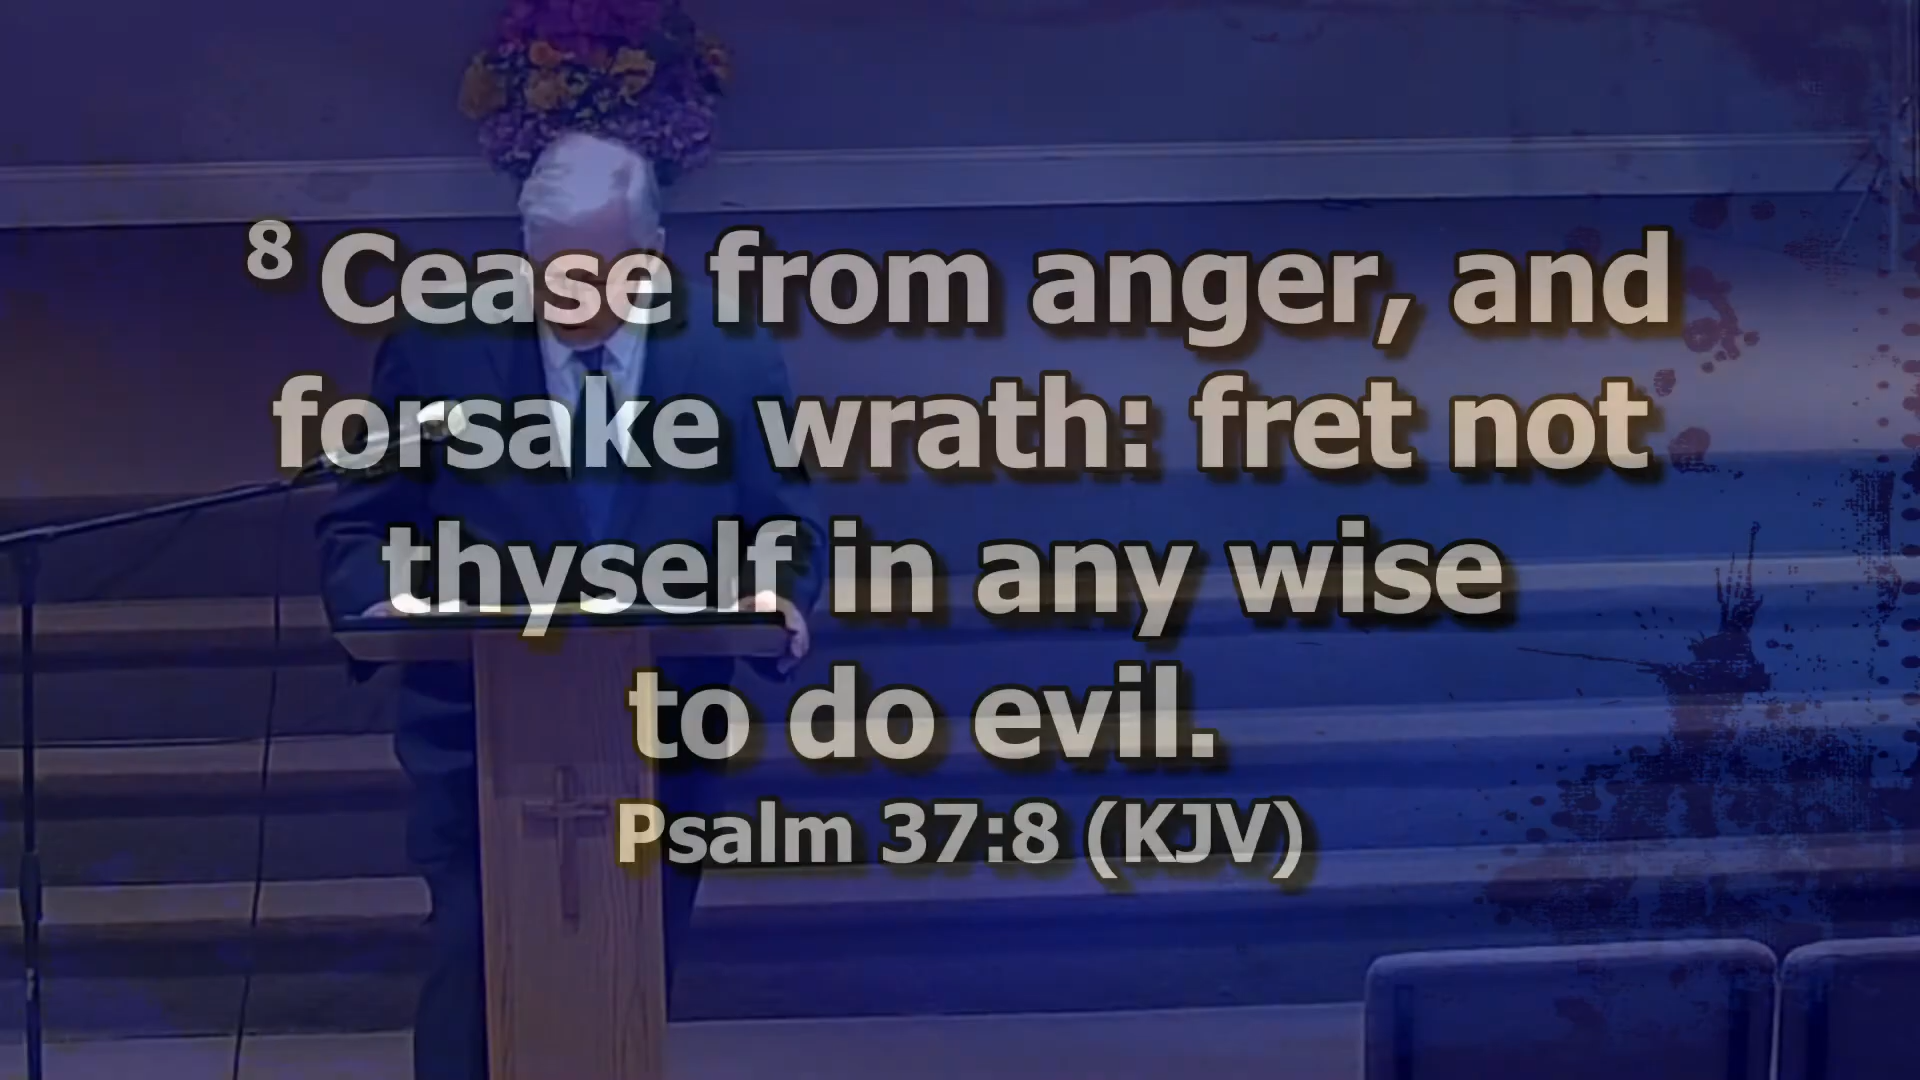 8 Cease from anger, and
forsake wrath: fret not
thyself in any wise
to do evil.
Psalm 37:8 (KJV)